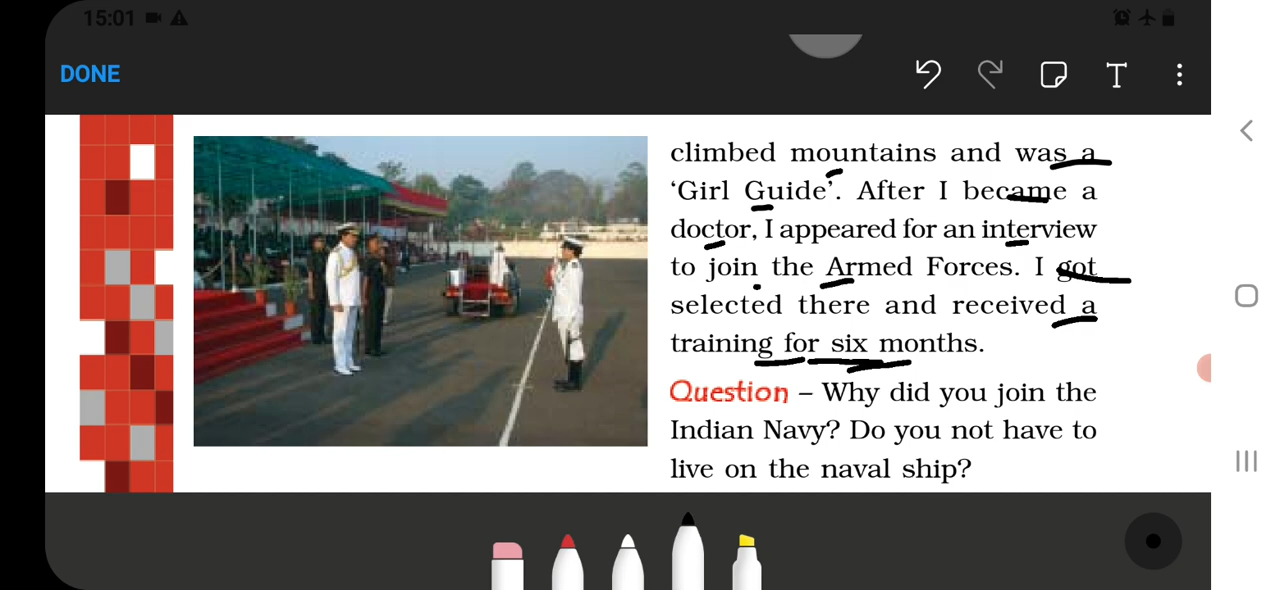 15:01
DONE
T
climbed mountains and was a
‘Girl Guide’. After I became a
doctor, I appeared for an interview
to join the Armed Forces. I got
selected there and received a
training for six months.
Question – Why did you join the
Indian Navy? Do you not have to
live on the naval ship?